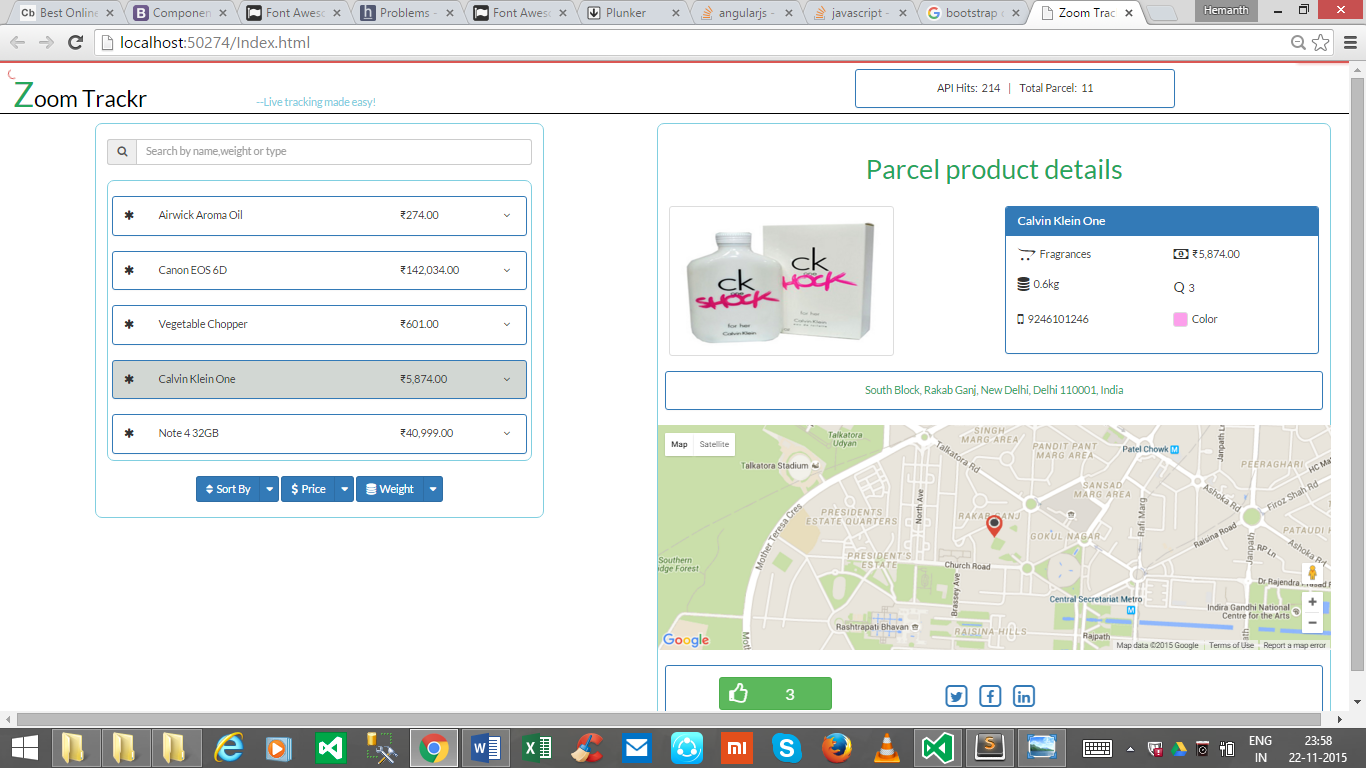 Cb Best Online
B Component
Font Aweso
h Problems -
Font Aweso
Plunker
angularjs -
javascript -
bootstrap c
Zoom Trac
Hemanth
localhost:50274/Index.html
Zoom Trackr
--Live tracking made easy!
API Hits: 214 | Total Parcel: 11
Search by name,weight or type
Airwick Aroma Oil ₹274.00
Canon EOS 6D ₹142,034.00
Vegetable Chopper ₹601.00
Calvin Klein One ₹5,874.00
Note 4 32GB ₹40,999.00
Sort By
$ Price
Weight
Parcel product details
ck
one
SHOCK
for her
Calvin Klein
ck
one
SHOCK
for her
Calvin Klein
Calvin Klein One
Fragrances ₹5,874.00
0.6kg Q 3
9246101246 Color
South Block, Rakab Ganj, New Delhi, Delhi 110001, India
Map Satellite
Talkatora
Udyan
Talkatora Stadium
Talkatora Rd
SINGH
MARG AREA
PANDIT PANT
MARG AREA
Patel Chowk M
Janpath Ln
PEERAGHARI
HC Ma
SANSAD
MARG AREA
Ashoka Rd
Firoz Shah Rd
PRESIDENTS
ESTATE QUARTERS
North Ave
RAKAB GANJ
Rafi Marg
Mother Teresa Cres
GOKUL NAGAR
Raisina Road
PATAUDI
Janpath
RP Ln
Ashoka Rd
PRESIDENT'S
ESTATE
Southern
dge Forest
Church Road
Brassey Ave
Dr Rajendra Prasad R
Central Secretariat Metro
M
Indira Gandhi National
Centre for the Arts
Rashtrapati Bhavan
RAISINA HILLS
Rajpath
Google
Map data ©2015 Google Terms of Use Report a map error
3
in
W
X
mi
S
S
ENG
IN
23:58
22-11-2015